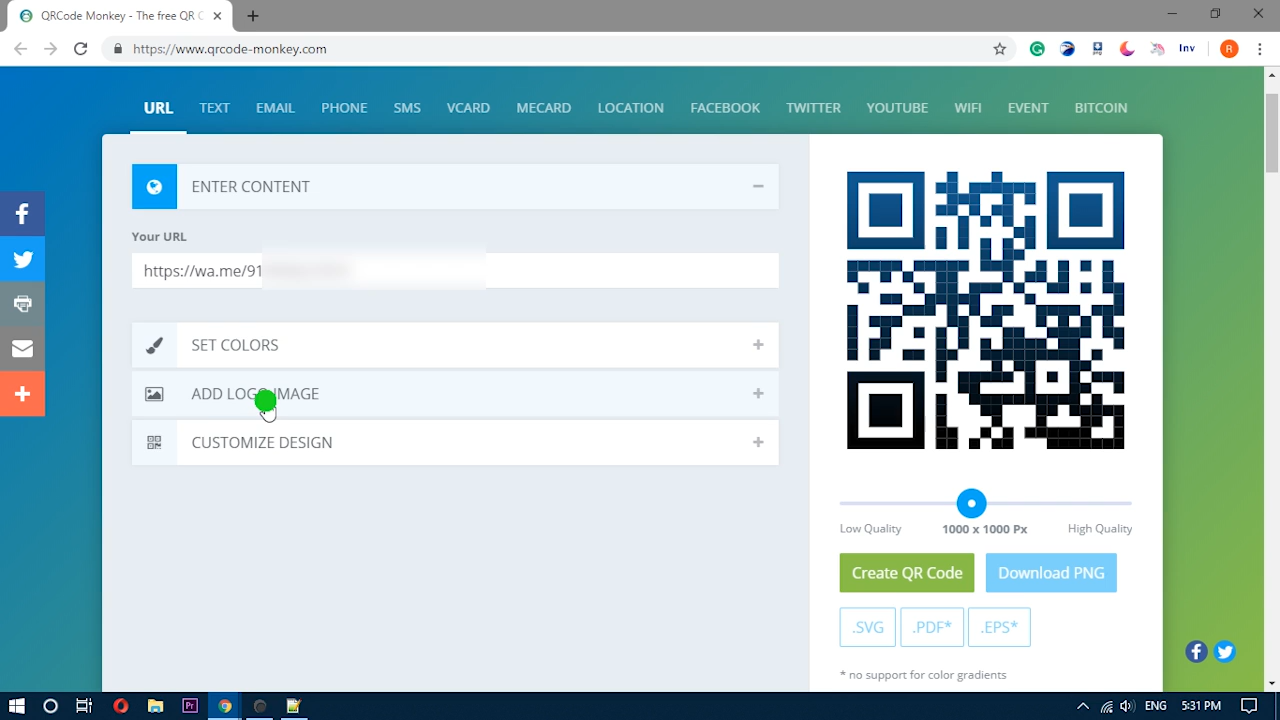 QRCode Monkey - The free QR C
https://www.qrcode-monkey.com
Inv
R
URL TEXT EMAIL PHONE SMS VCARD MECARD LOCATION FACEBOOK TWITTER YOUTUBE WIFI EVENT BITCOIN
ENTER CONTENT
Your URL
https://wa.me/91
SET COLORS
ADD LOGO IMAGE
CUSTOMIZE DESIGN
Low Quality 1000 x 1000 Px High Quality
Create QR Code Download PNG
.SVG .PDF* .EPS*
* no support for color gradients
Pr ENG 5:31 PM